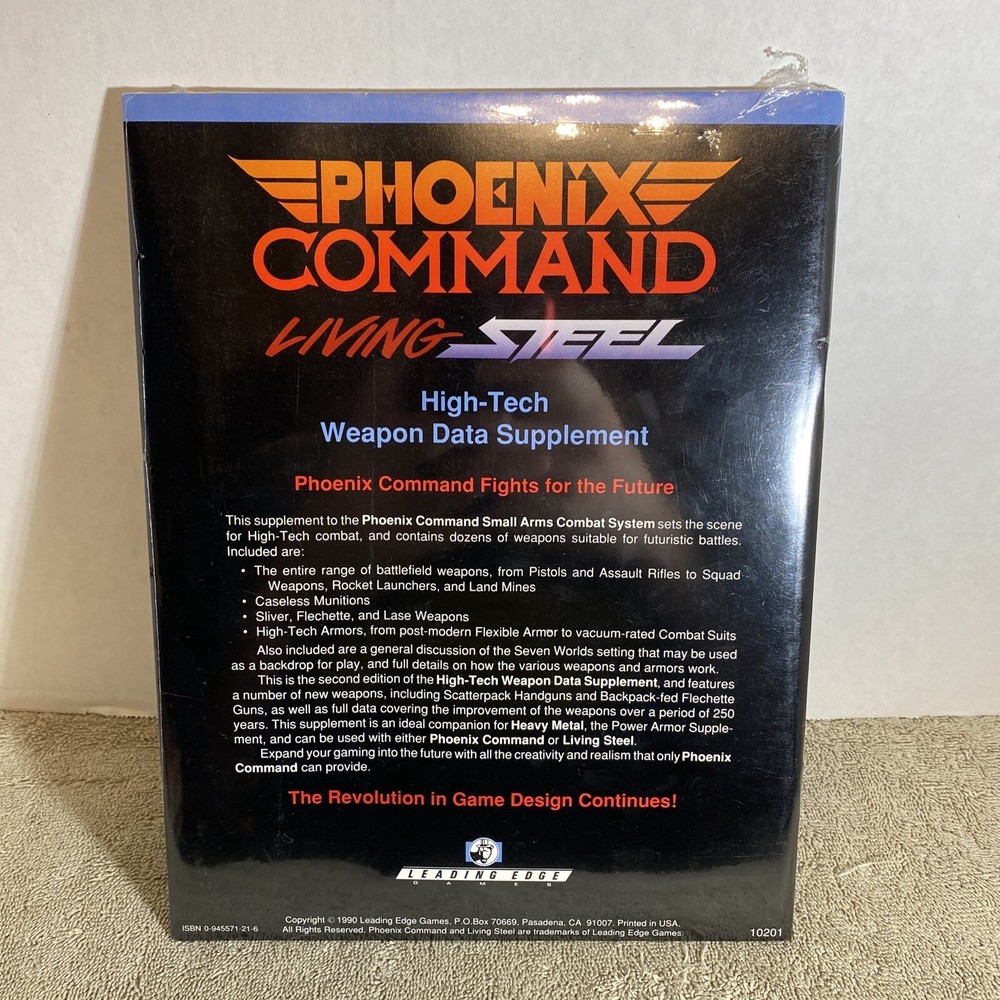 PHOENIX
COMMAND™
LIVING STEEL
High-Tech
Weapon Data Supplement
Phoenix Command Fights for the Future
This supplement to the Phoenix Command Small Arms Combat System sets the scene
for High-Tech combat, and contains dozens of weapons suitable for futuristic battles.
Included are:
• The entire range of battlefield weapons, from Pistols and Assault Rifles to Squad
Weapons, Rocket Launchers, and Land Mines
• Caseless Munitions
• Sliver, Flechette, and Lase Weapons
• High-Tech Armors, from post-modern Flexible Armor to vacuum-rated Combat Suits
Also included are a general discussion of the Seven Worlds setting that may be used
as a backdrop for play, and full details on how the various weapons and armors work.
This is the second edition of the High-Tech Weapon Data Supplement, and features
a number of new weapons, including Scatterpack Handguns and Backpack-fed Flechette
Guns, as well as full data covering the improvement of the weapons over a period of 250
years. This supplement is an ideal companion for Heavy Metal, the Power Armor Supple-
ment, and can be used with either Phoenix Command or Living Steel.
Expand your gaming into the future with all the creativity and realism that only Phoenix
Command can provide.
The Revolution in Game Design Continues!
LEADING EDGE
GAMES
Copyright © 1990 Leading Edge Games. P.O.Box 70669, Pasadena, CA 91007. Printed in USA.
ISBN 0-945571-21-6 All Rights Reserved. Phoenix Command and Living Steel are trademarks of Leading Edge Games. 10201